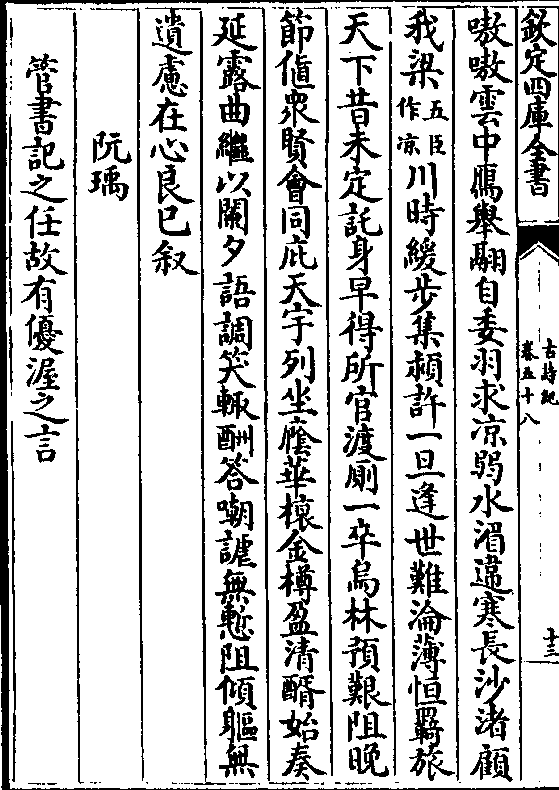 欽定四庫全書
古詩紀
卷五十八
十三
嗷嗷雲中鴈舉翮自委羽求涼弱水湄違寒長沙渚顧
我梁五臣作凉川時緩步集潁許一旦逢世難淪薄恒羇旅
天下昔未定託身早得所官渡厠一卒烏林預艱阻晚
節值衆賢會同庇天宇列坐廕華榱金樽盈清醑始奏
延露曲繼以闌夕語調笑輒酬答嘲謔無慙阻傾軀無
遺慮在心良已叙
阮瑀
管書記之任故有優渥之言